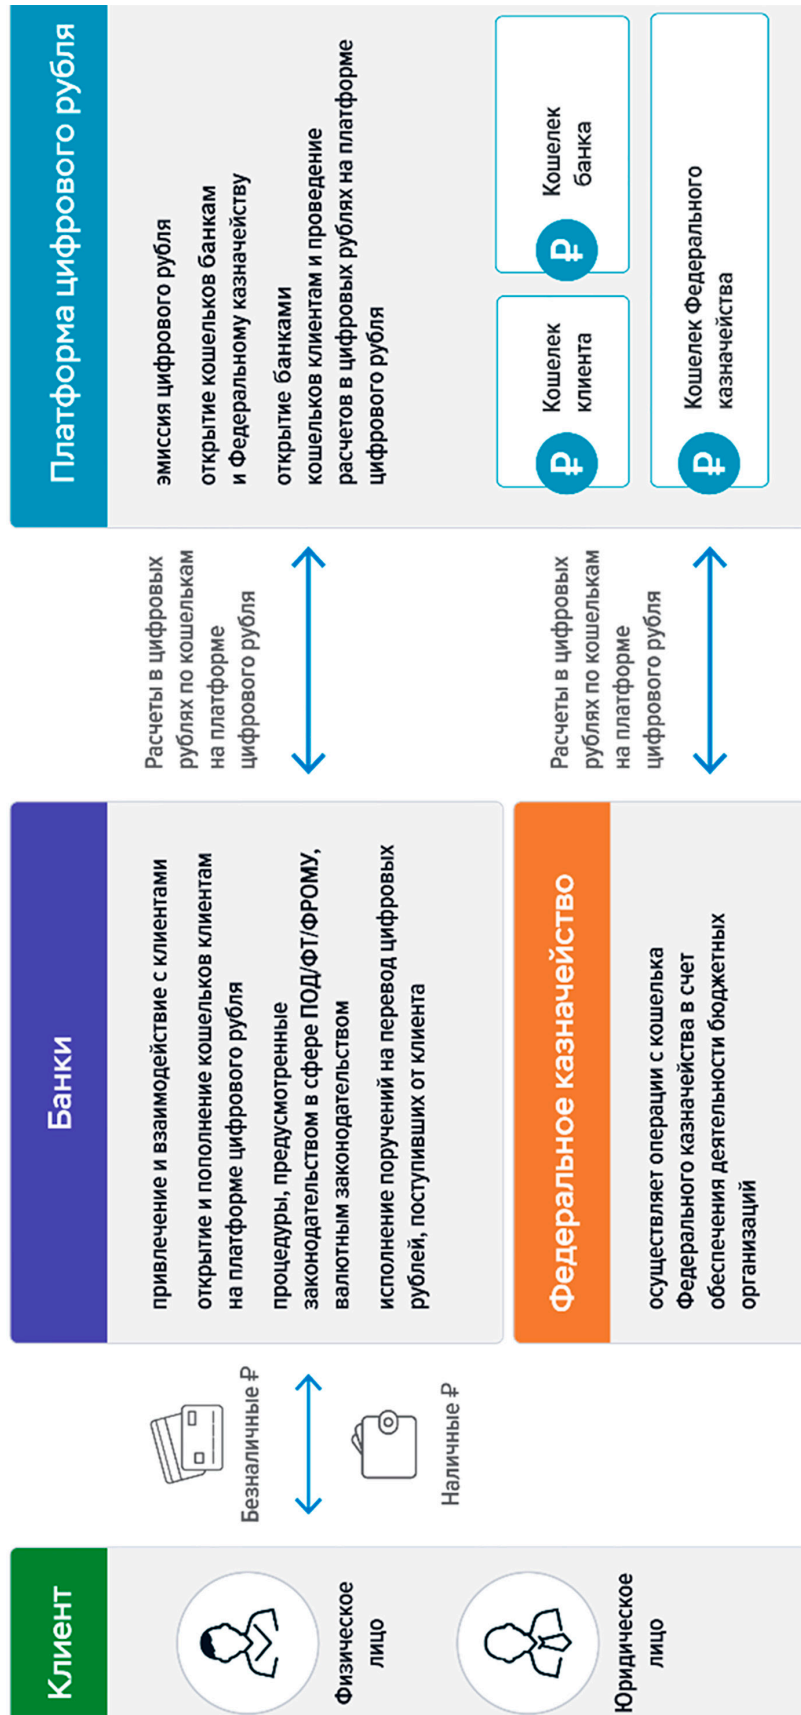 Клиент
Физическое
лицо
Юридическое
лицо
Безналичные ₽
Наличные ₽
Банки
привлечение и взаимодействие с клиентами
открытие и пополнение кошельков клиентам
на платформе цифрового рубля
процедуры, предусмотренные
законодательством в сфере ПОД/ФТ/ФРОМУ,
валютным законодательством
исполнение поручений на перевод цифровых
рублей, поступивших от клиента
Федеральное казначейство
осуществляет операции с кошелька
Федерального казначейства в счет
обеспечения деятельности бюджетных
организаций
Расчеты в цифровых
рублях по кошелькам
на платформе
цифрового рубля
Расчеты в цифровых
рублях по кошелькам
на платформе
цифрового рубля
Платформа цифрового рубля
эмиссия цифрового рубля
открытие кошельков банкам
и Федеральному казначейству
открытие банками
кошельков клиентам и проведение
расчетов в цифровых рублях на платформе
цифрового рубля
₽
Кошелек
клиента
₽
Кошелек
банка
₽
Кошелек Федерального
казначейства